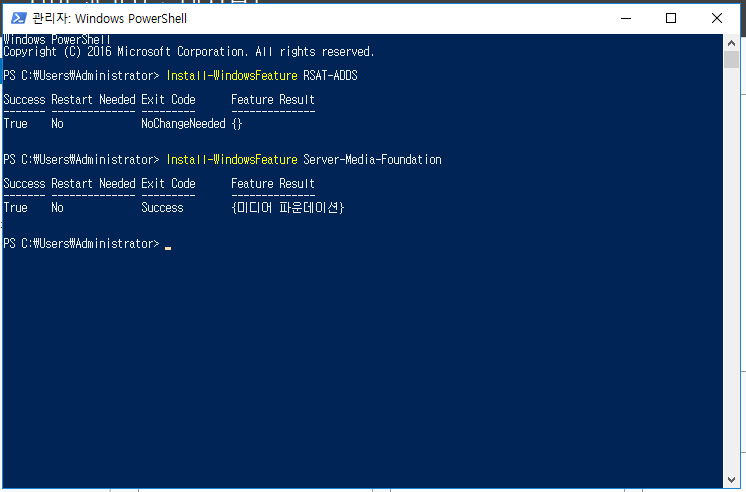 관리자: Windows PowerShell
Windows PowerShell
Copyright (C) 2016 Microsoft Corporation. All rights reserved.
PS C:₩Users₩Administrator> Install-WindowsFeature RSAT-ADDS
Success Restart Needed Exit Code      Feature Result
------- -------------- ---------      --------------
True    No             NoChangeNeeded {}
PS C:₩Users₩Administrator> Install-WindowsFeature Server-Media-Foundation
Success Restart Needed Exit Code      Feature Result
------- -------------- ---------      --------------
True    No             Success        {미디어 파운데이션}
PS C:₩Users₩Administrator> _